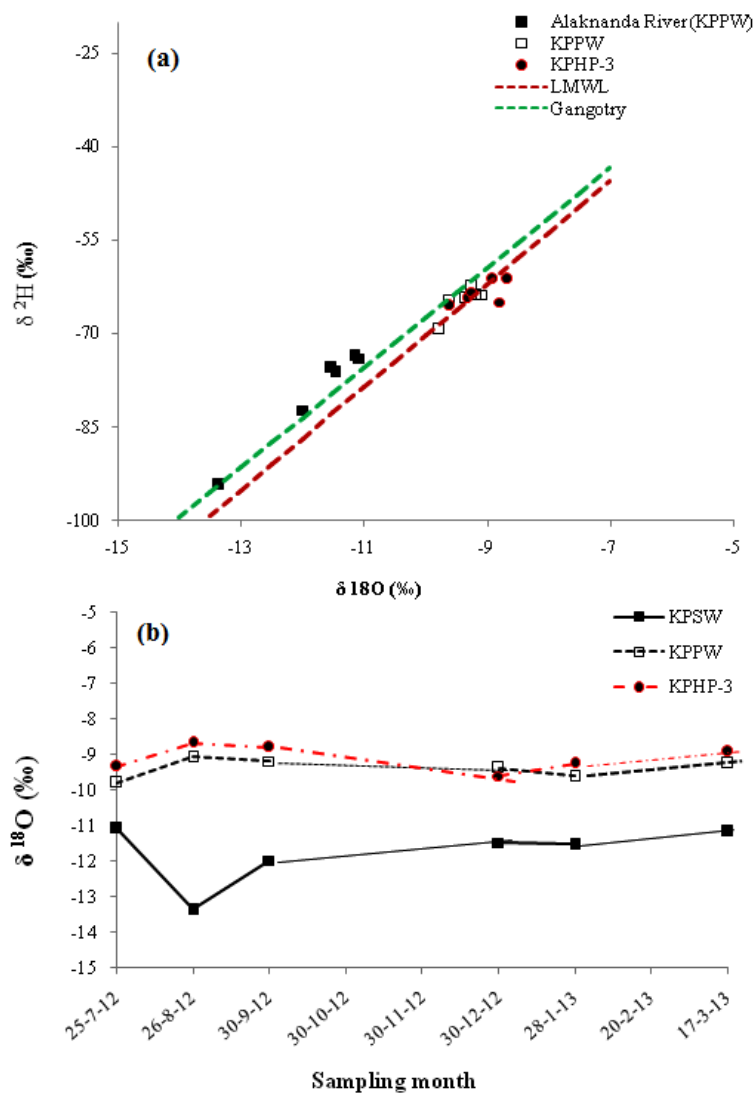 (a)
Alaknanda River(KPPW)
KPPW
KPHP-3
LMWL
Gangotry
-25
-40
-55
-70
-85
-100
δ ²H (‰)
-15 -13 -11 -9 -7 -5
δ 18O (‰)
(b)
KPSW
KPPW
KPHP-3
-5
-6
-7
-8
-9
-10
-11
-12
-13
-14
-15
δ ¹⁸O (‰)
25-7-12 26-8-12 30-9-12 30-10-12 30-11-12 30-12-12 28-1-13 20-2-13 17-3-13
Sampling month